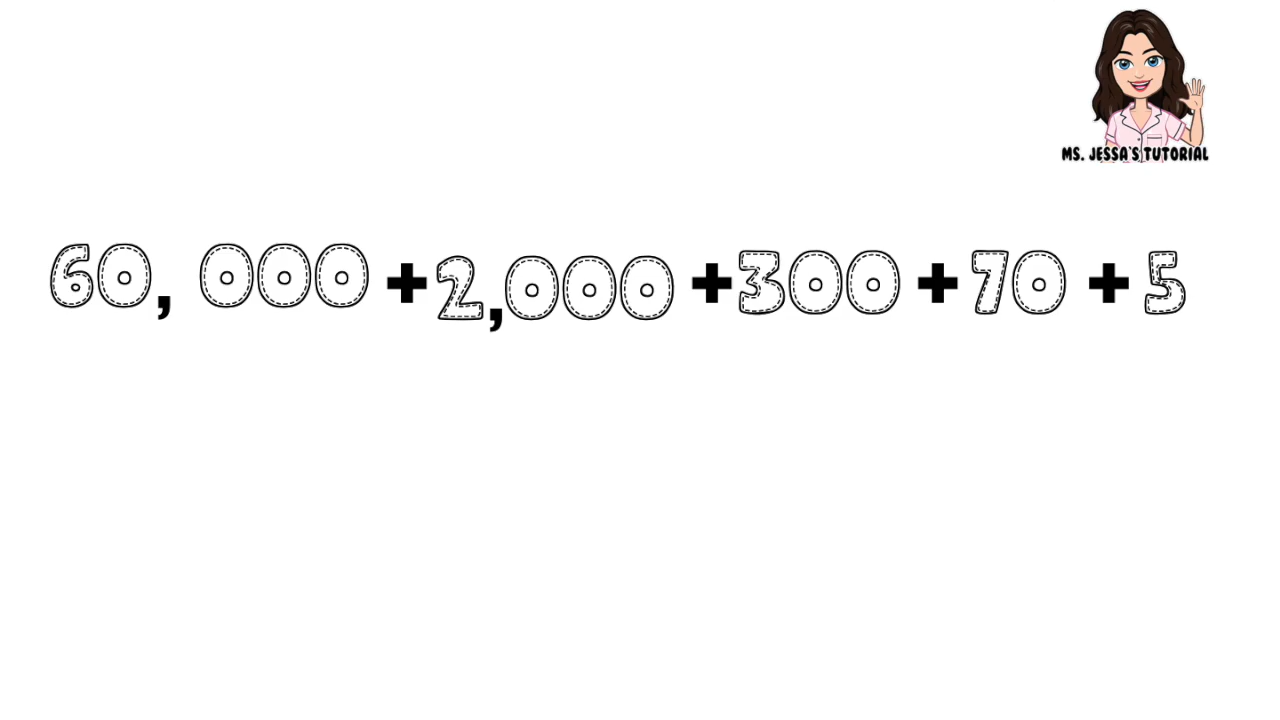 MS. JESSA'S TUTORIAL
60, 000 + 2,000 + 300 + 70 + 5